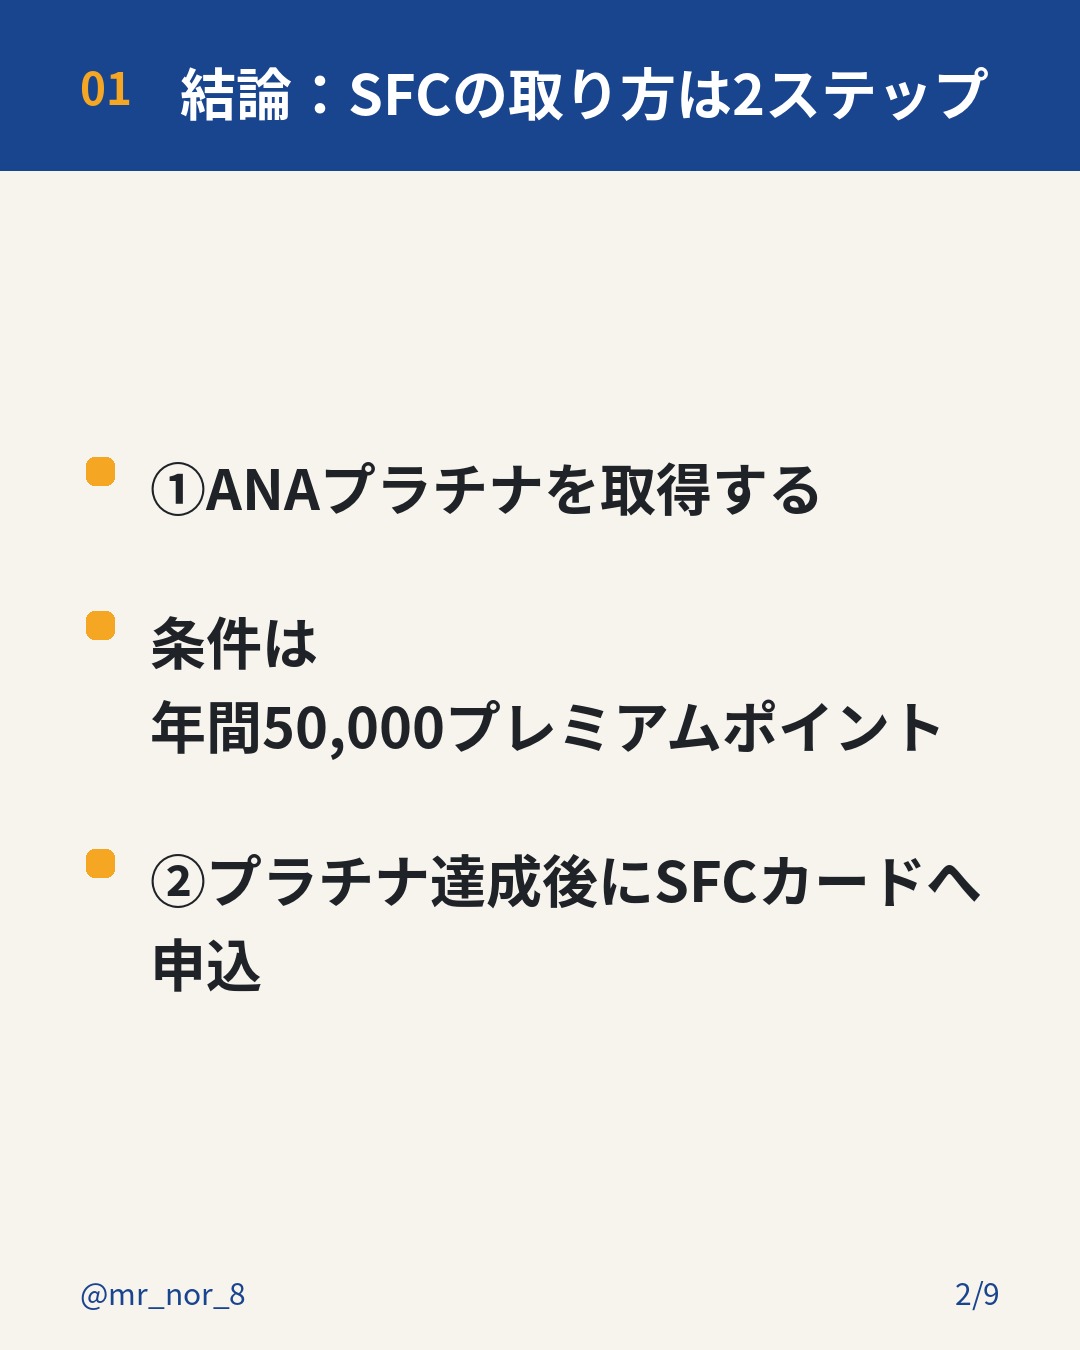 01 結論：SFCの取り方は2ステップ
①ANAプラチナを取得する
条件は
年間50,000プレミアムポイント
②プラチナ達成後にSFCカードへ
申込
@mr_nor_8
2/9